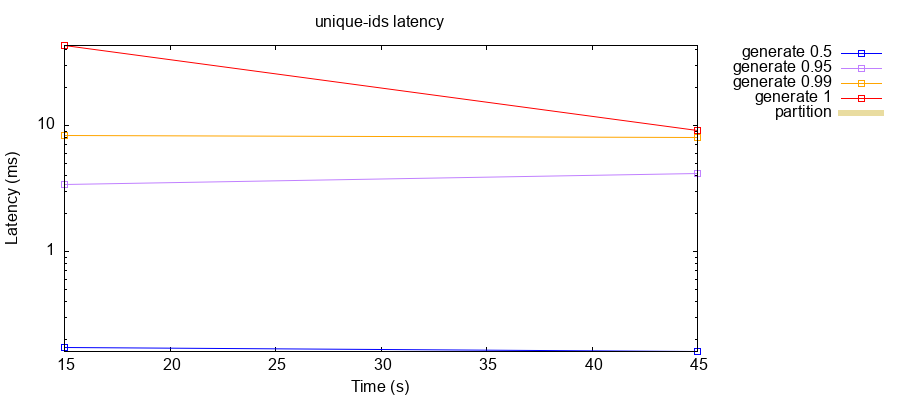 unique-ids latency
generate 0.5
generate 0.95
generate 0.99
generate 1
partition
10
1
Latency (ms)
15 20 25 30 35 40 45
Time (s)